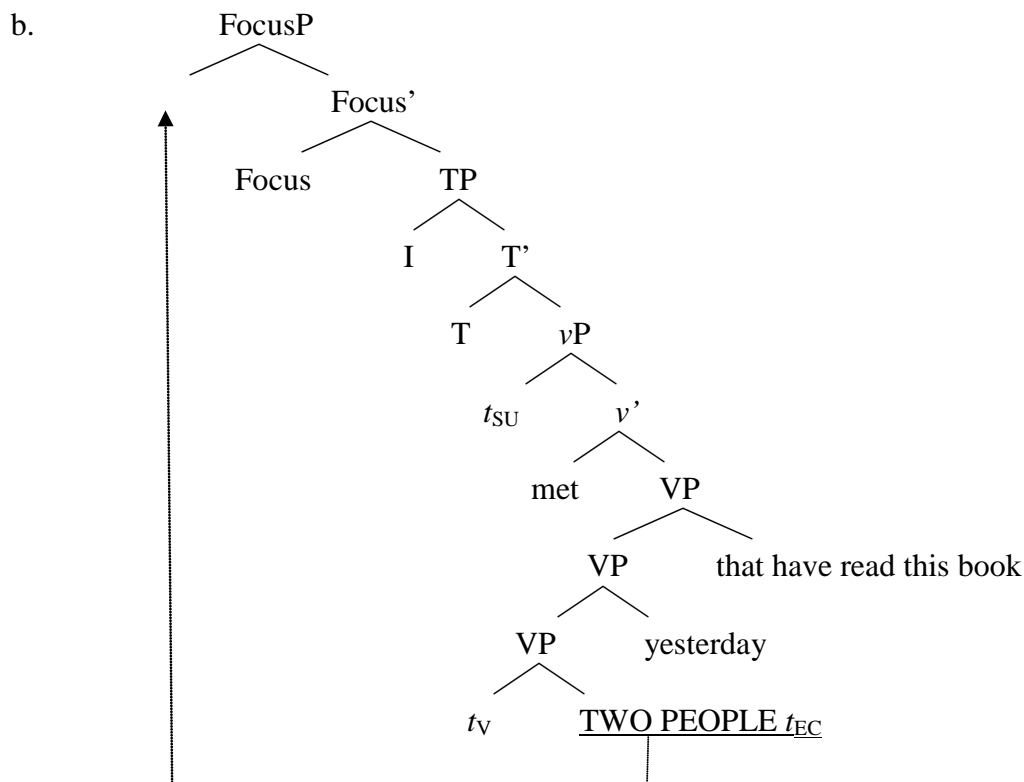 b. FocusP
Focus’
Focus TP
I T’
T vP
tSU v’
met VP
VP that have read this book
VP yesterday
tV TWO PEOPLE tEC